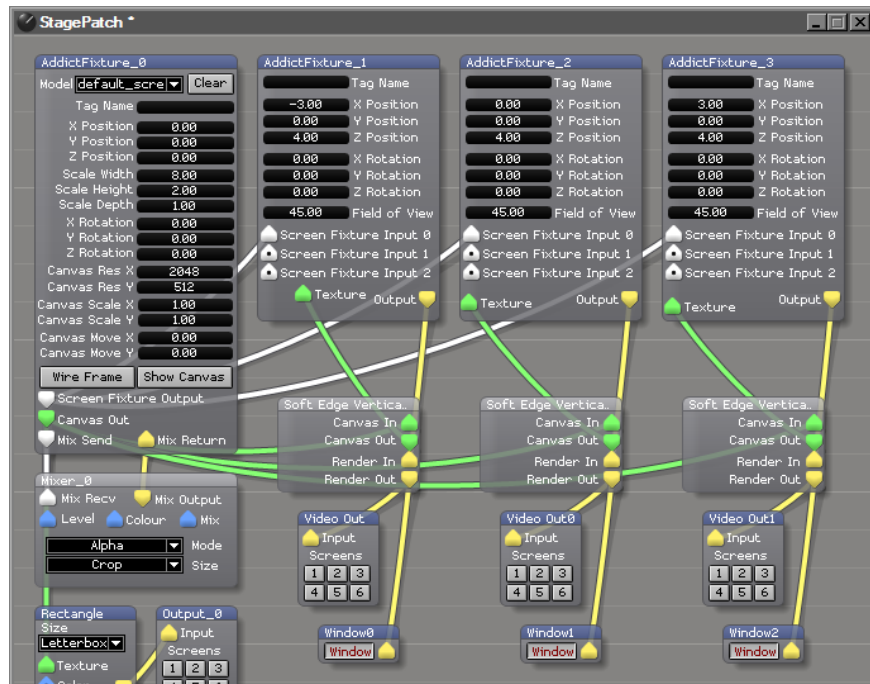 StagePatch *
AddictFixture_0
Model default_scre Clear
Tag Name
X Position 0.00
Y Position 0.00
Z Position 0.00
Scale Width 8.00
Scale Height 2.00
Scale Depth 1.00
X Rotation 0.00
Y Rotation 0.00
Z Rotation 0.00
Canvas Res X 2048
Canvas Res Y 512
Canvas Scale X 1.00
Canvas Scale Y 1.00
Canvas Move X 0.00
Canvas Move Y 0.00
Wire Frame Show Canvas
Screen Fixture Output
Canvas Out
Mix Send Mix Return
AddictFixture_1
Tag Name
-3.00 X Position
0.00 Y Position
4.00 Z Position
0.00 X Rotation
0.00 Y Rotation
0.00 Z Rotation
45.00 Field of View
Screen Fixture Input 0
Screen Fixture Input 1
Screen Fixture Input 2
Texture Output
AddictFixture_2
Tag Name
0.00 X Position
0.00 Y Position
4.00 Z Position
0.00 X Rotation
0.00 Y Rotation
0.00 Z Rotation
45.00 Field of View
Screen Fixture Input 0
Screen Fixture Input 1
Screen Fixture Input 2
Texture Output
AddictFixture_3
Tag Name
3.00 X Position
0.00 Y Position
4.00 Z Position
0.00 X Rotation
0.00 Y Rotation
0.00 Z Rotation
45.00 Field of View
Screen Fixture Input 0
Screen Fixture Input 1
Screen Fixture Input 2
Texture Output
Soft Edge Vertica..
Canvas In
Canvas Out
Render In
Render Out
Soft Edge Vertica..
Canvas In
Canvas Out
Render In
Render Out
Soft Edge Vertica..
Canvas In
Canvas Out
Render In
Render Out
Mixer_0
Mix Recv Mix Output
Level Colour Mix
Alpha Mode
Crop Size
Video Out
Input
Screens
1 2 3
4 5 6
Video Out0
Input
Screens
1 2 3
4 5 6
Video Out1
Input
Screens
1 2 3
4 5 6
Rectangle
Size
Letterbox
Texture
Output_0
Input
Screens
1 2 3
Window0
Window
Window1
Window
Window2
Window